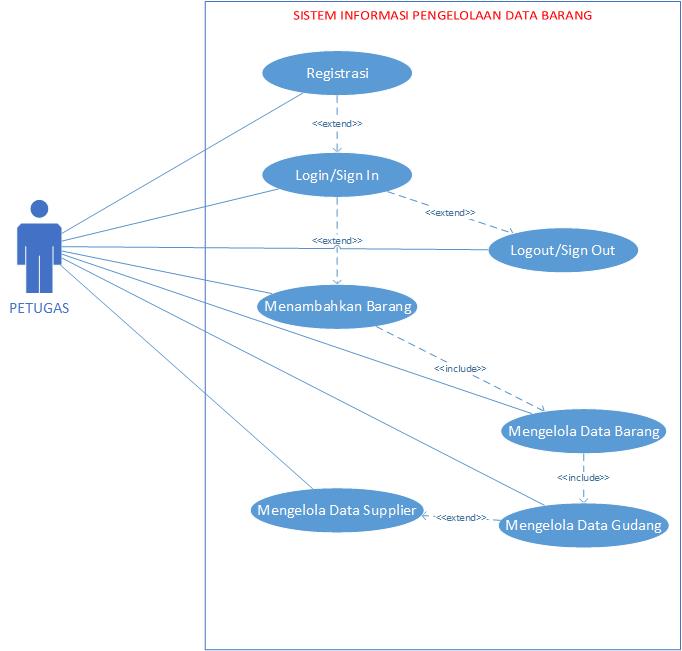 SISTEM INFORMASI PENGELOLAAN DATA BARANG
Registrasi
<<extend>>
Login/Sign In
<<extend>>
<<extend>>
Logout/Sign Out
PETUGAS
Menambahkan Barang
<<include>>
Mengelola Data Barang
<<include>>
Mengelola Data Supplier
<<extend>>
Mengelola Data Gudang